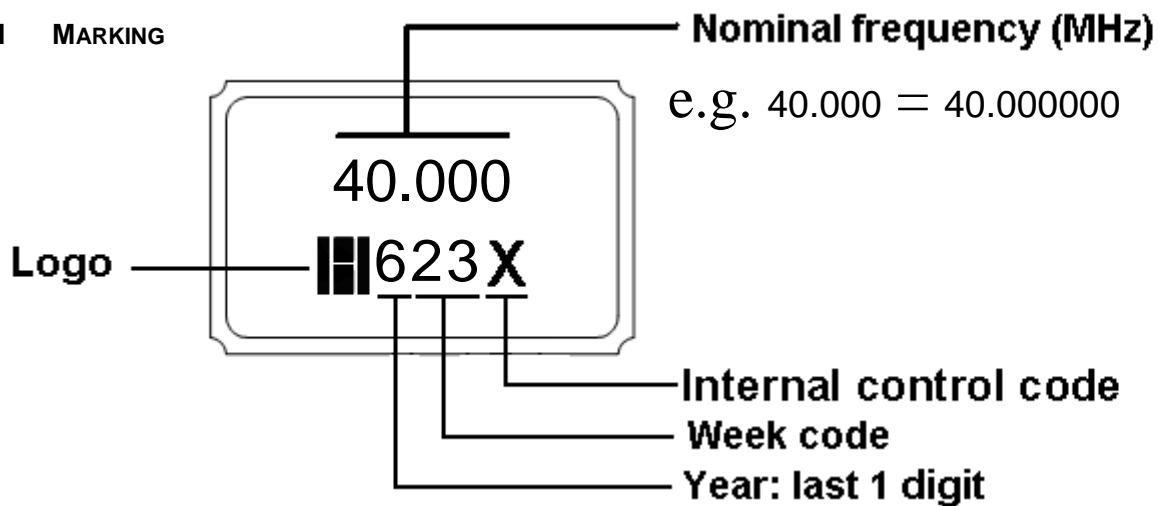 MARKING
Nominal frequency (MHz)
e.g. 40.000 = 40.000000
40.000
Logo
623X
Internal control code
Week code
Year: last 1 digit